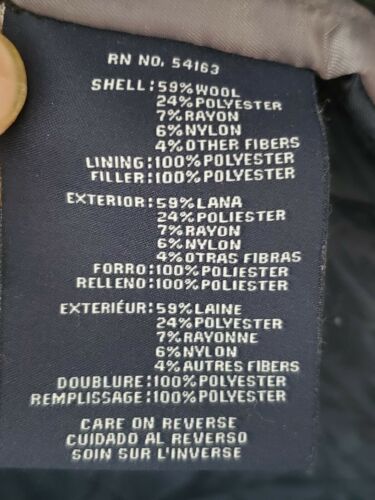 RN NO. 54163
SHELL:59%WOOL
24%POLYESTER
7%RAYON
6%NYLON
4%OTHER FIBERS
LINING:100%POLYESTER
FILLER:100%POLYESTER
EXTERIOR:59%LANA
24%POLIESTER
7%RAYON
6%NYLON
4%OTRAS FIBRAS
FORRO:100%POLIESTER
RELLENO:100%POLIESTER
EXTERIÉUR:59%LAINE
24%POLYESTER
7%RAYONNE
6%NYLON
4%AUTRES FIBERS
DOUBLURE:100%POLYESTER
REMPLISSAGE:100%POLYESTER
CARE ON REVERSE
CUIDADO AL REVERSO
SOIN SUR L'INVERSE